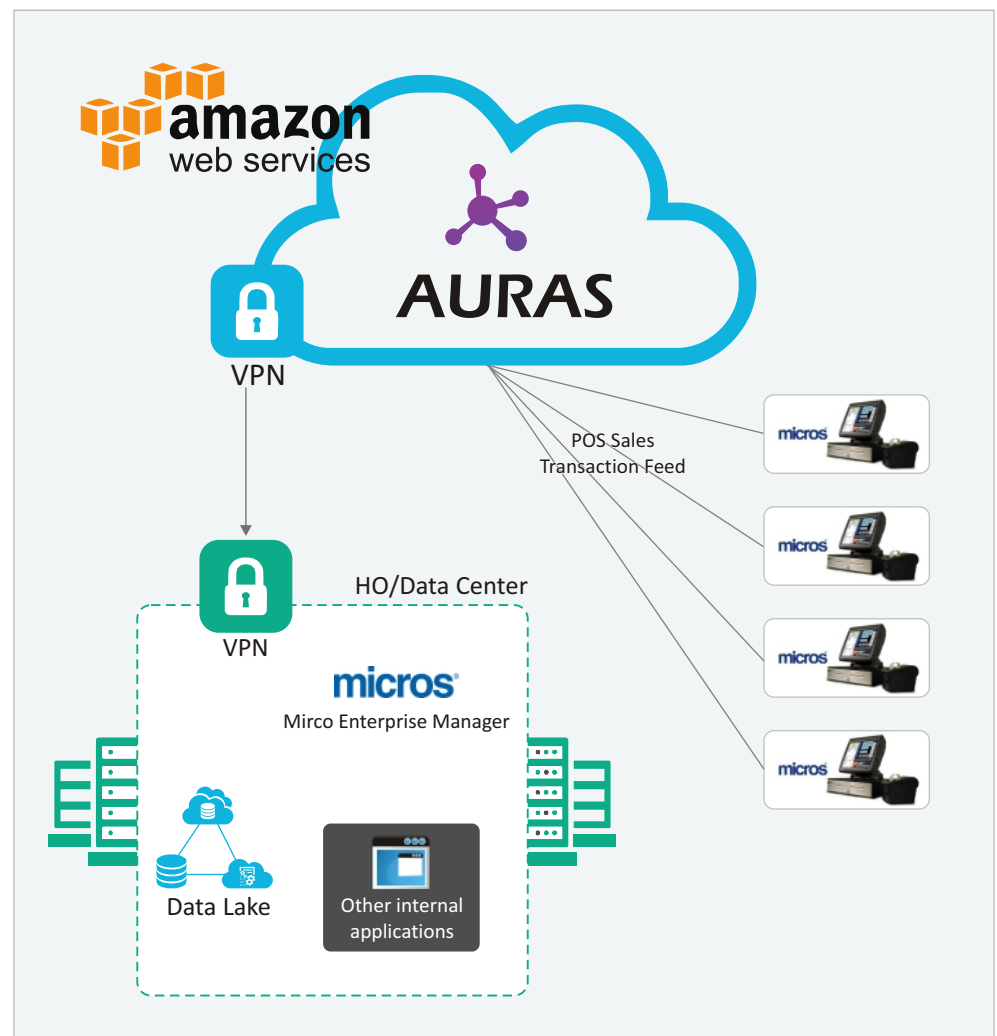 amazon
web services
AURAS
VPN
POS Sales
Transaction Feed
micros
micros
micros
micros
VPN
HO/Data Center
micros®
Mirco Enterprise Manager
Data Lake
Other internal
applications